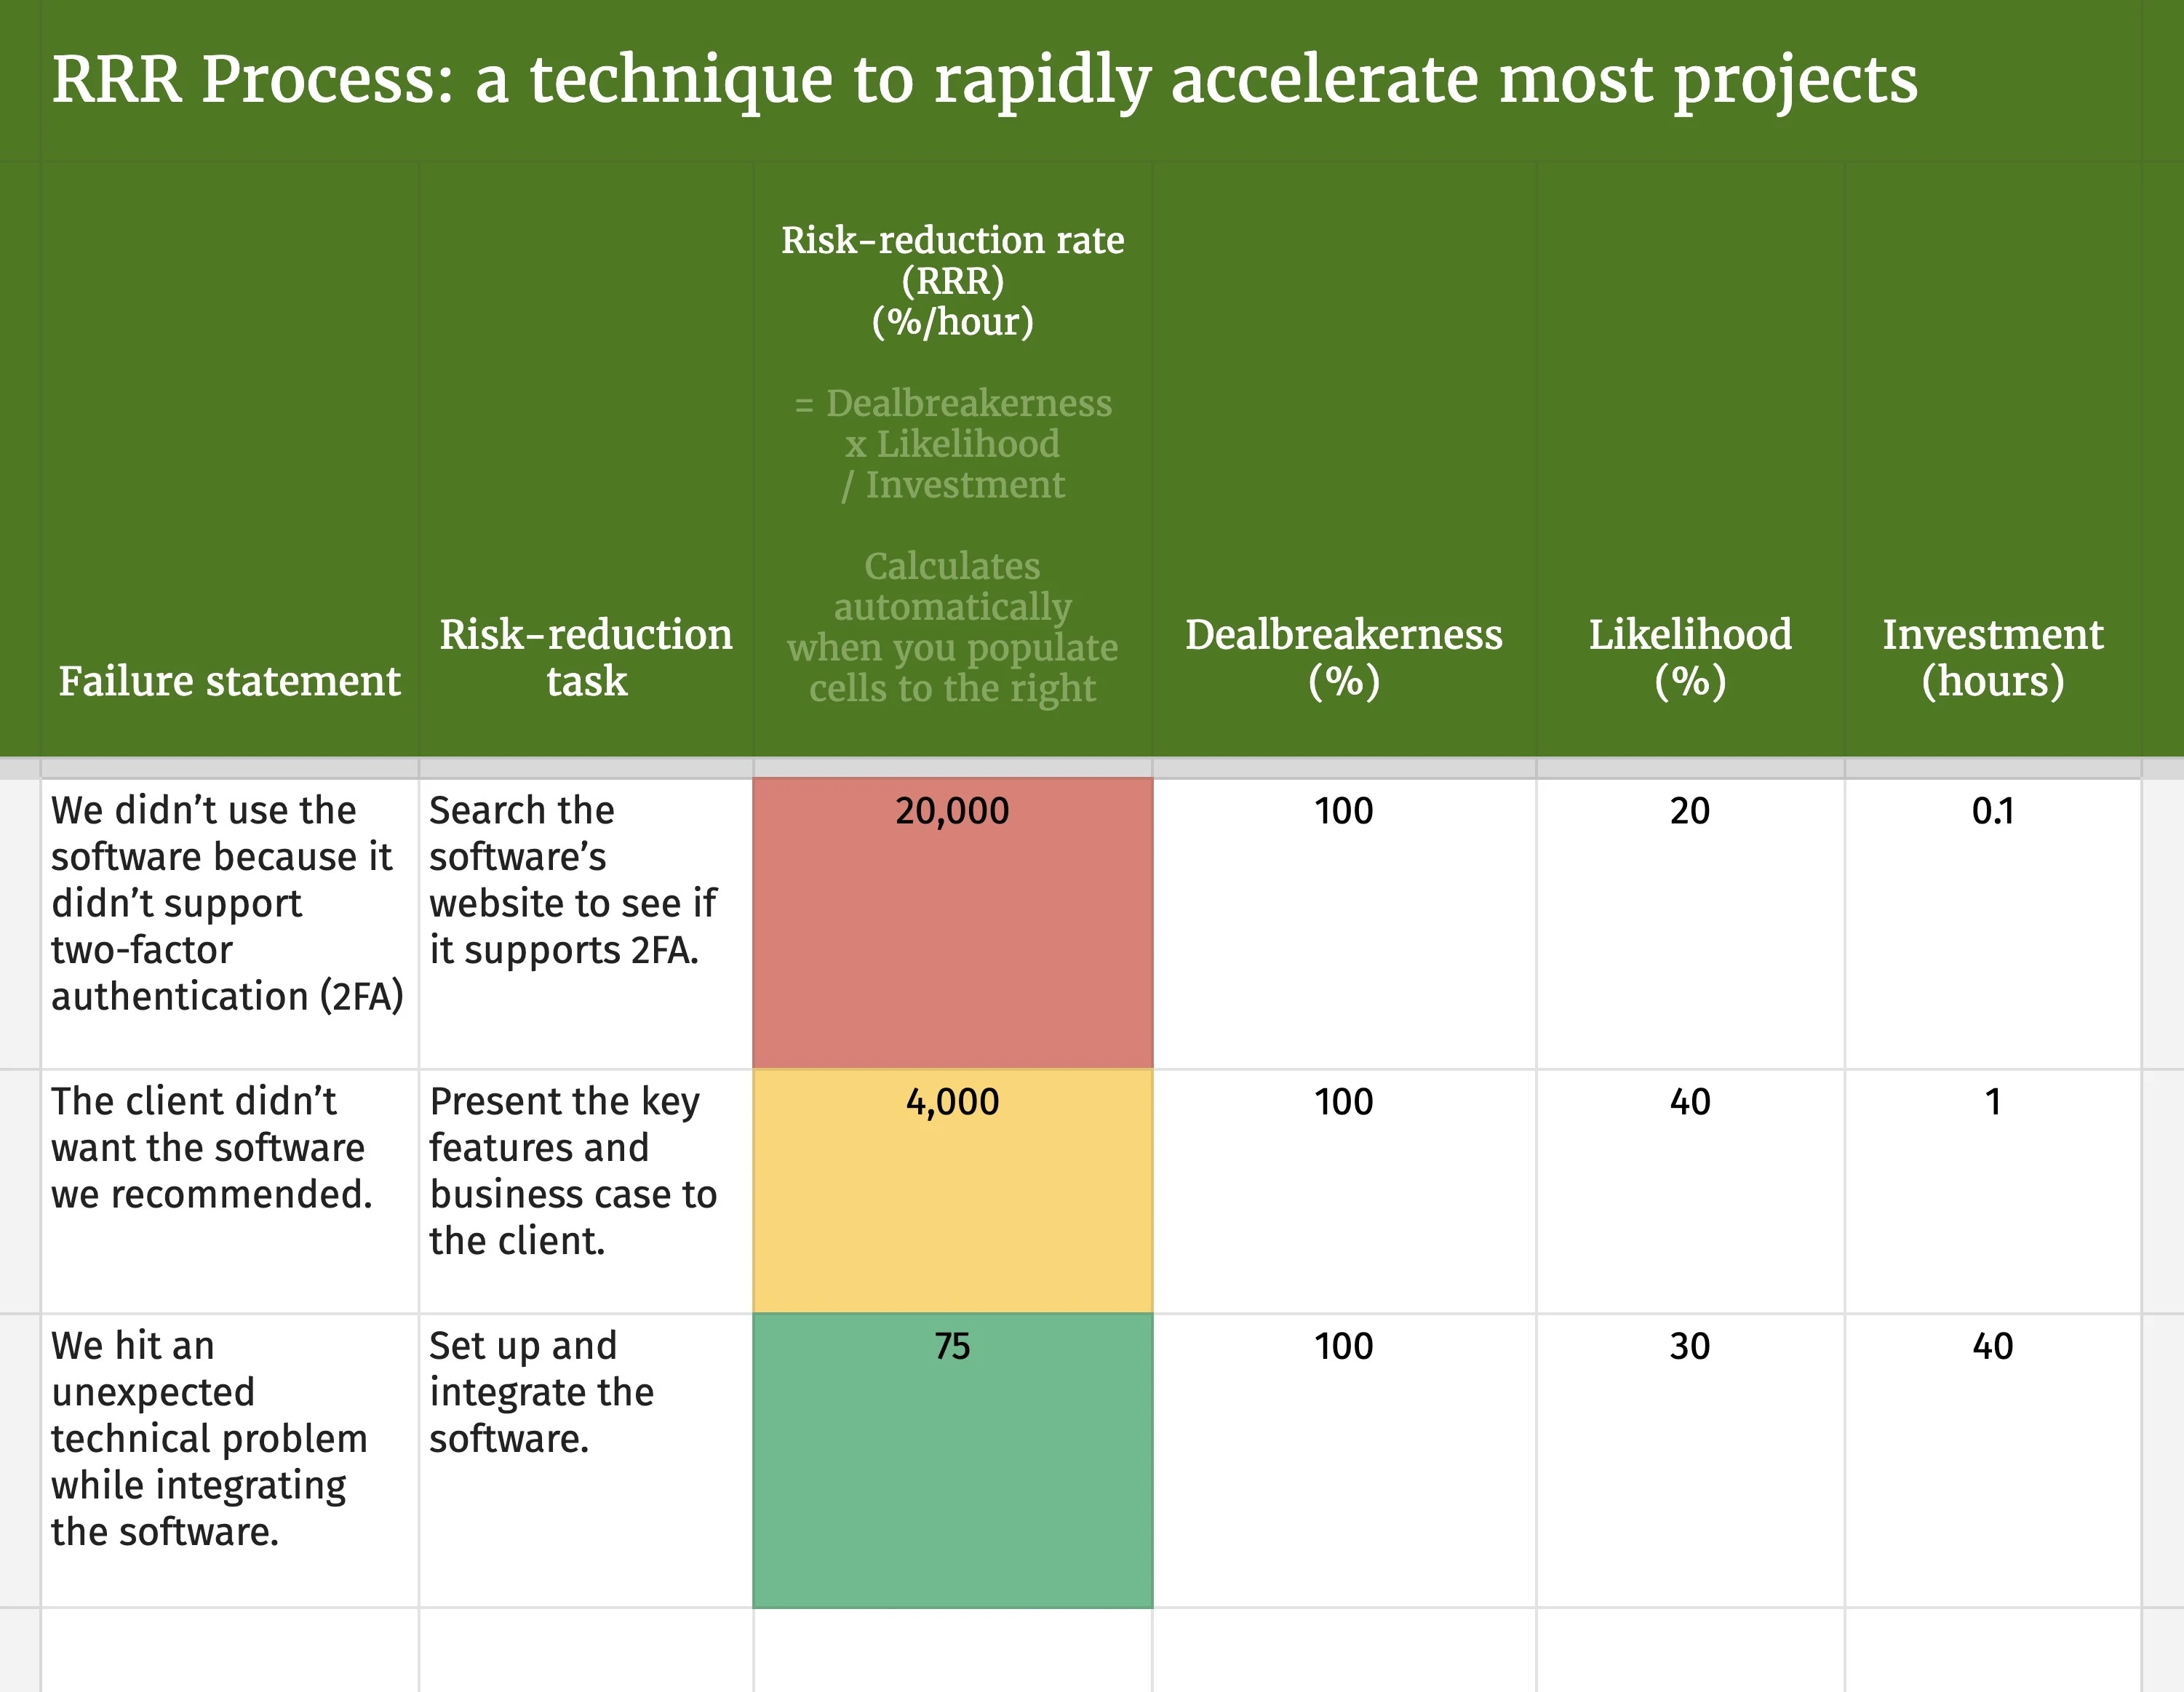 RRR Process: a technique to rapidly accelerate most projects
Failure statement
Risk-reduction
task
Risk-reduction rate
(RRR)
(%/hour)
= Dealbreakerness
x Likelihood
/ Investment
Calculates
automatically
when you populate
cells to the right
Dealbreakerness
(%)
Likelihood
(%)
Investment
(hours)
We didn’t use the
software because it
didn’t support
two-factor
authentication (2FA)
Search the
software’s
website to see if
it supports 2FA.
20,000
100
20
0.1
The client didn’t
want the software
we recommended.
Present the key
features and
business case to
the client.
4,000
100
40
1
We hit an
unexpected
technical problem
while integrating
the software.
Set up and
integrate the
software.
75
100
30
40